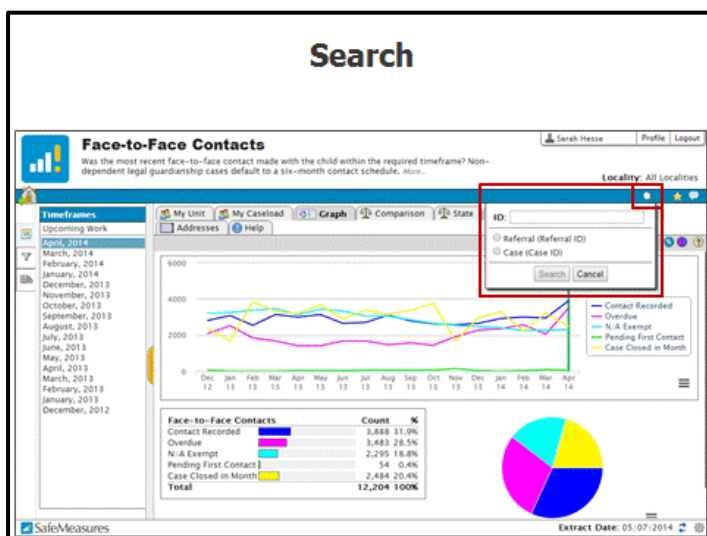 Search
Sarah Hesse Profile Logout
Face-to-Face Contacts
Was the most recent face-to-face contact made with the child within the required timeframe? Non-
dependent legal guardianship cases default to a six-month contact schedule. More...
Locality: All Localities
Timeframes
Upcoming Work
April, 2014
March, 2014
February, 2014
January, 2014
December, 2013
November, 2013
October, 2013
September, 2013
August, 2013
July, 2013
June, 2013
May, 2013
April, 2013
March, 2013
February, 2013
January, 2013
December, 2012
My Unit My Caseload Graph Comparison State
Addresses Help
ID:
Referral (Referral ID)
Case (Case ID)
Search Cancel
6000
4000
2000
0
Dec Jan Feb Mar Apr May Jun Jul Aug Sep Oct Nov Dec Jan Feb Mar Apr
12 13 13 13 13 13 13 13 13 13 13 13 13 14 14 14 14
Contact Recorded
Overdue
N/A Exempt
Pending First Contact
Case Closed in Month
Face-to-Face Contacts Count %
Contact Recorded 3,888 31.9%
Overdue 3,483 28.5%
N/A Exempt 2,295 18.8%
Pending First Contact 54 0.4%
Case Closed in Month 2,484 20.4%
Total 12,204 100%
SafeMeasures
Extract Date: 05/07/2014